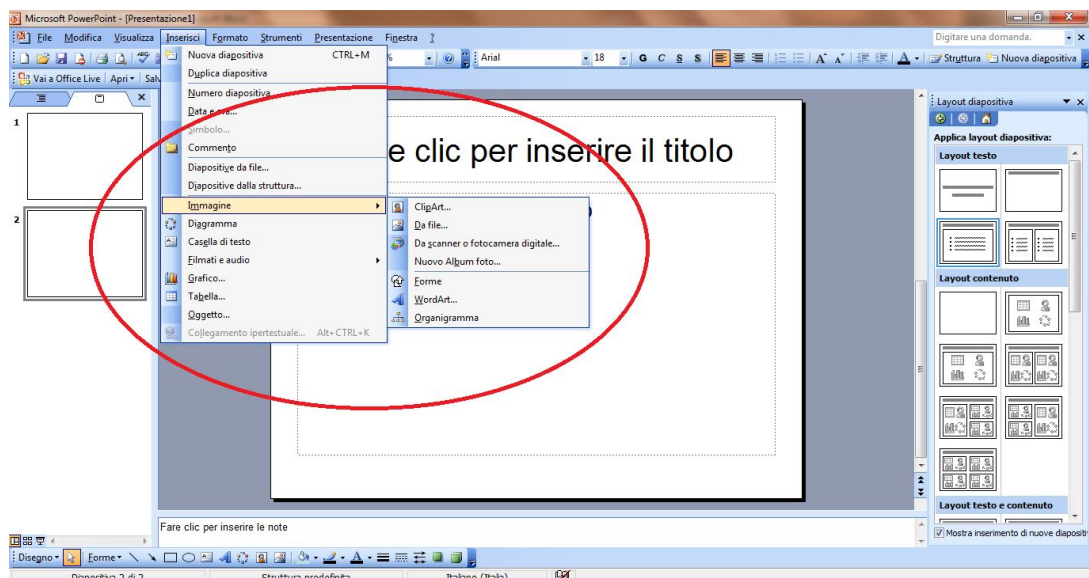 Microsoft PowerPoint - [Presentazione1]
File Modifica Visualizza Inserisci Formato Strumenti Presentazione Finestra ?
Digitare una domanda.
Arial 18 G C S S A A A Struttura Nuova diapositiva
Vai a Office Live Apri
Nuova diapositiva CTRL+M
Duplica diapositiva
Numero diapositiva
Data e ora...
Simbolo...
Commento
Diapositive da file...
Diapositive dalla struttura...
Immagine
Diagramma
Casella di testo
Filmati e audio
Grafico...
Tabella...
Oggetto...
Collegamento ipertestuale... Alt+CTRL+K
ClipArt...
Da file...
Da scanner o fotocamera digitale...
Nuovo Album foto...
Forme
WordArt...
Organigramma
1
2
e clic per inserire il titolo
Layout diapositiva
Applica layout diapositiva:
Layout testo
Layout contenuto
Layout testo e contenuto
Mostra inserimento di nuove diapositi
Fare clic per inserire le note
Disegno Forme
Diapositiva 2 di 2 Struttura predefinita Italiano (Italia)